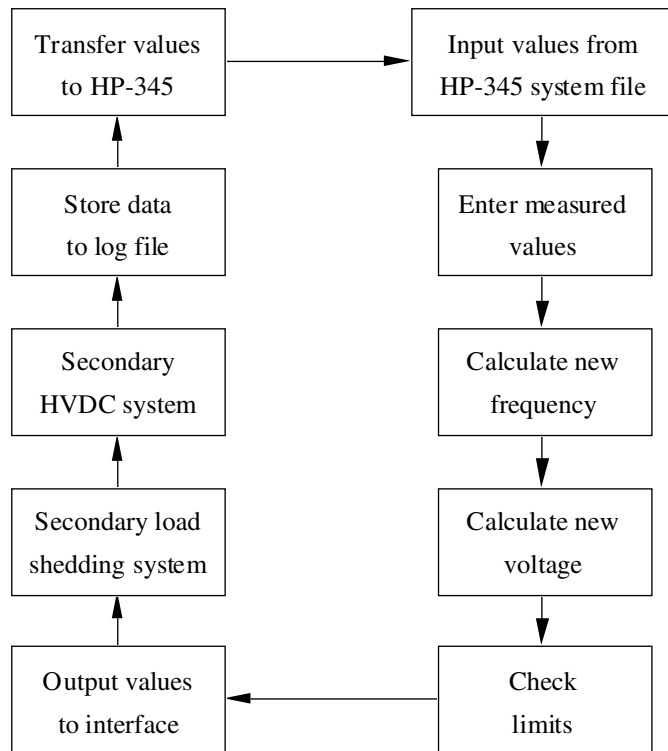 Transfer values
to HP-345
Input values from
HP-345 system file
Store data
to log file
Enter measured
values
Secondary
HVDC system
Calculate new
frequency
Secondary load
shedding system
Calculate new
voltage
Output values
to interface
Check
limits